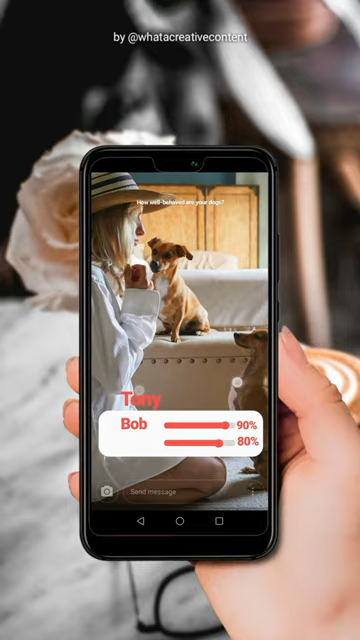 by @whatacreativecontent
How well-behaved are your dogs?
Tony
Bob
90%
80%
Send message